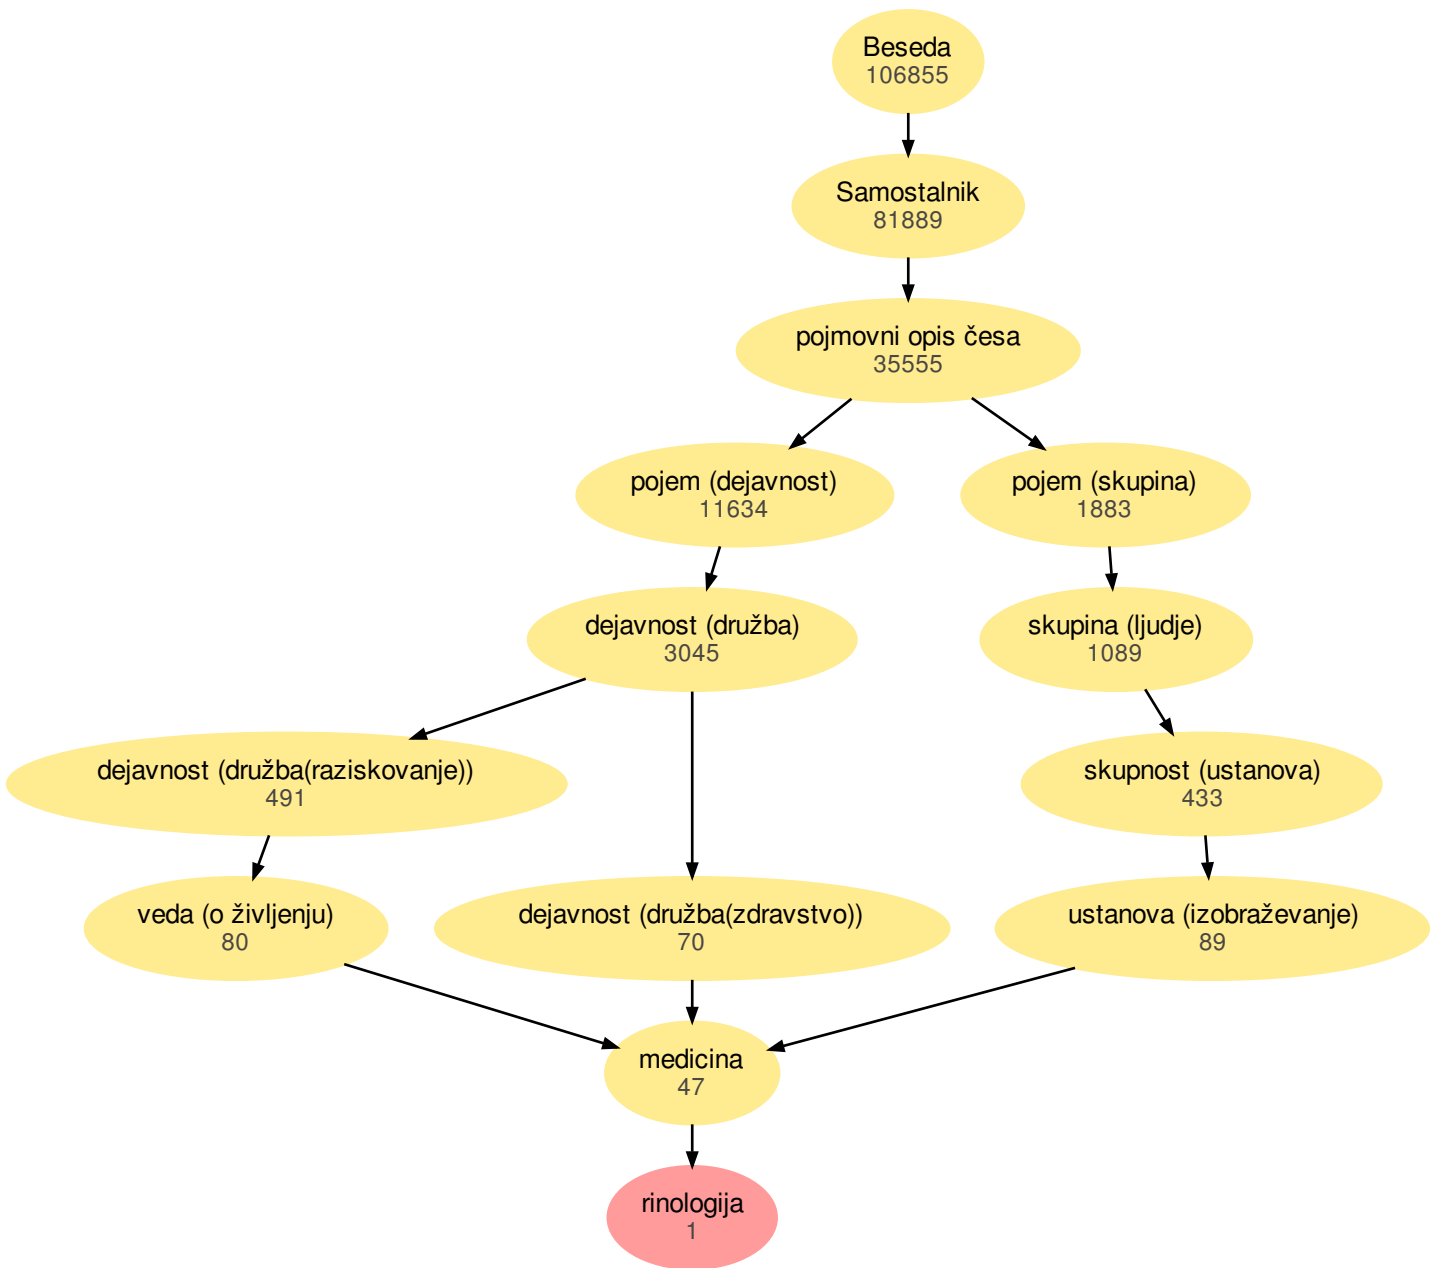 Beseda
106855
Samostalnik
81889
pojmovni opis česa
35555
pojem (dejavnost)
11634
pojem (skupina)
1883
dejavnost (družba)
3045
skupina (ljudje)
1089
dejavnost (družba(raziskovanje))
491
skupnost (ustanova)
433
veda (o življenju)
80
dejavnost (družba(zdravstvo))
70
ustanova (izobraževanje)
89
medicina
47
rinologija
1